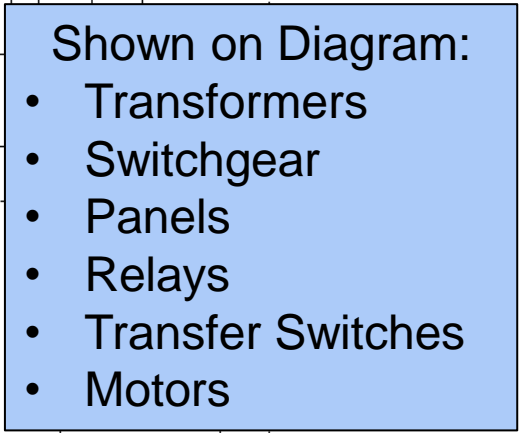 Shown on Diagram:
• Transformers
• Switchgear
• Panels
• Relays
• Transfer Switches
• Motors